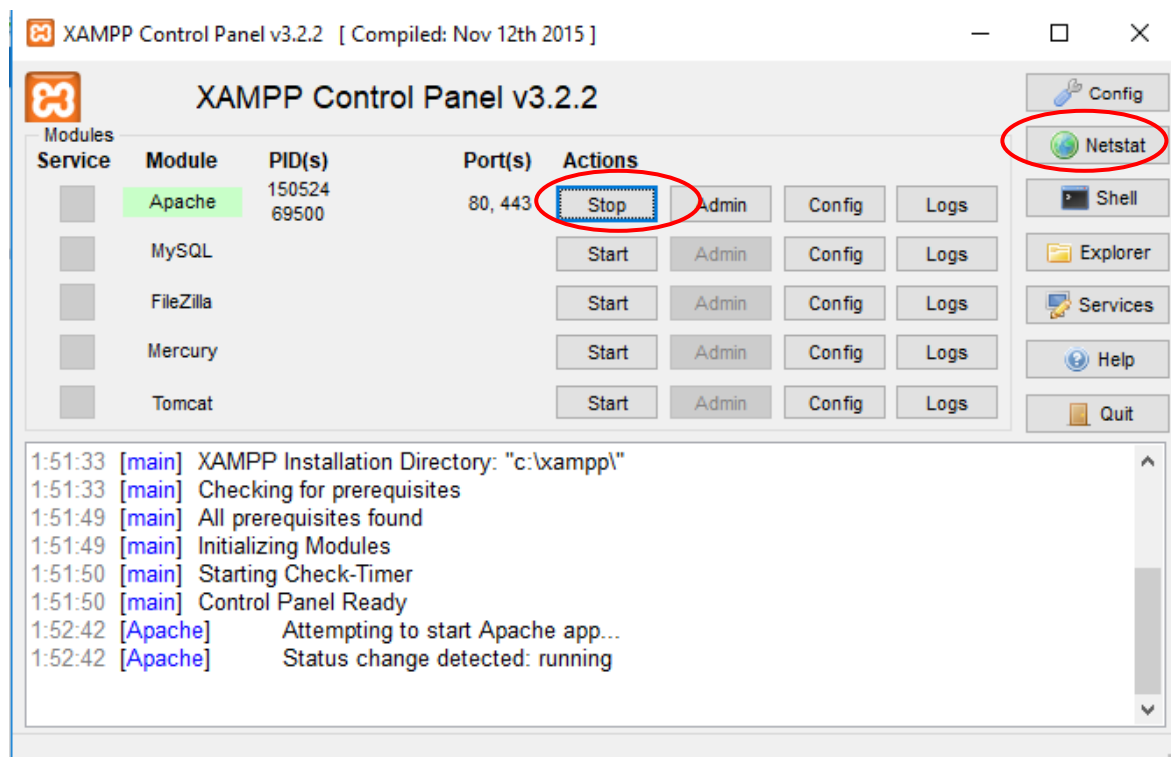 XAMPP Control Panel v3.2.2 [ Compiled: Nov 12th 2015 ]
XAMPP Control Panel v3.2.2
Config
Modules
Netstat
Service Module PID(s) Port(s) Actions
Apache 150524 80, 443 Stop Admin Config Logs
69500
Shell
MySQL Start Admin Config Logs
Explorer
FileZilla Start Admin Config Logs
Services
Mercury Start Admin Config Logs
Help
Tomcat Start Admin Config Logs
Quit
1:51:33 [main] XAMPP Installation Directory: "c:\xampp\"
1:51:33 [main] Checking for prerequisites
1:51:49 [main] All prerequisites found
1:51:49 [main] Initializing Modules
1:51:50 [main] Starting Check-Timer
1:51:50 [main] Control Panel Ready
1:52:42 [Apache] Attempting to start Apache app...
1:52:42 [Apache] Status change detected: running